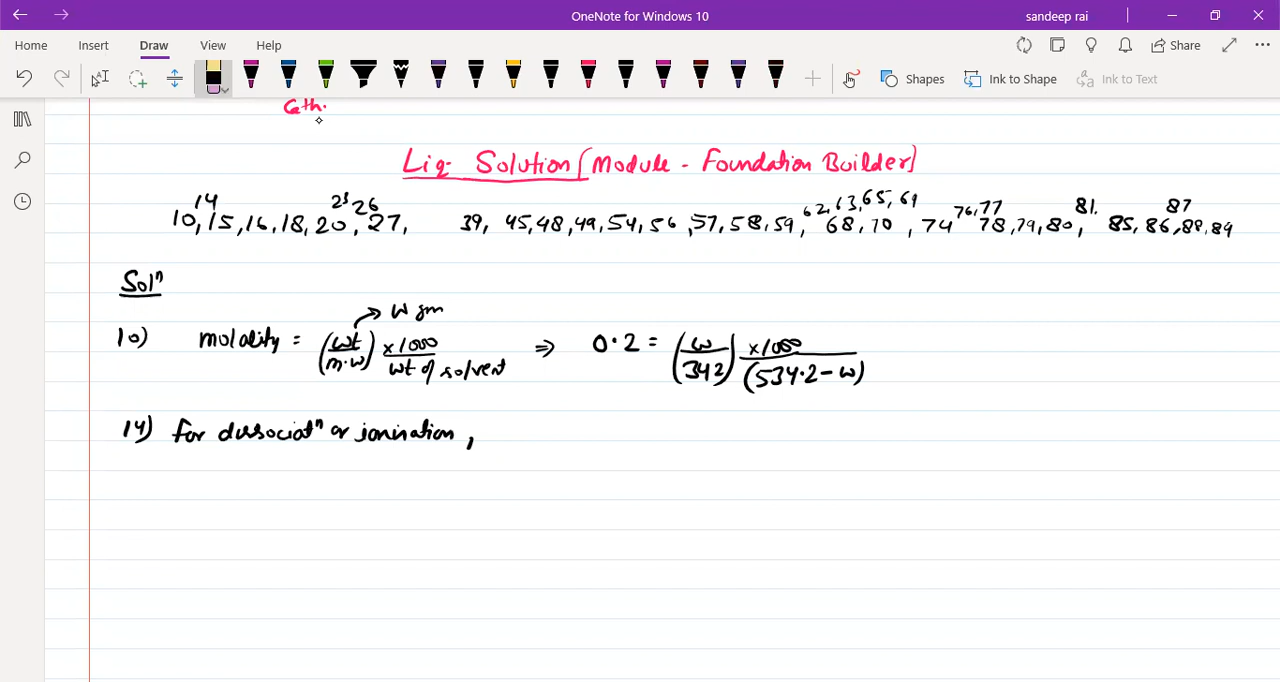 OneNote for Windows 10
sandeep rai
Home Insert Draw View Help
Share
Shapes Ink to Shape Ink to Text
6th.
Liq- Solution [Module - Foundation Builder]
14 23 26 62, 63, 65, 69 76, 77 81. 87
10, 15, 16, 18, 20, 27, 39, 45, 48, 49, 54, 56, 57, 58, 59, 68, 70, 74 78, 79, 80, 85, 86, 88, 89
Solⁿ
→ w gm
10) molality = (wt/m.w) ×1000/wt of solvent ⇒ 0.2 = (w/342) ×1000/(534.2-w)
14) for dissociatⁿ or ionination,